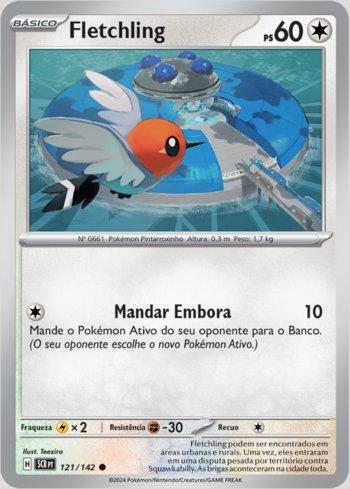 BÁSICO
Fletchling
PS 60
Nº 0661 Pokémon Pintarroxinho Altura: 0,3 m Peso: 1,7 kg
Mandar Embora 10
Mande o Pokémon Ativo do seu oponente para o Banco.
(O seu oponente escolhe o novo Pokémon Ativo.)
Fraqueza ×2 Resistência -30 Recuo
Ilust. Teeziro
H SCR PT 121/142
Fletchling podem ser encontrados em
áreas urbanas e rurais. Uma vez, eles entraram
em uma disputa pesada por território contra
Squawkabilly. As brigas aconteceram na cidade toda.
©2024 Pokémon/Nintendo/Creatures/GAME FREAK